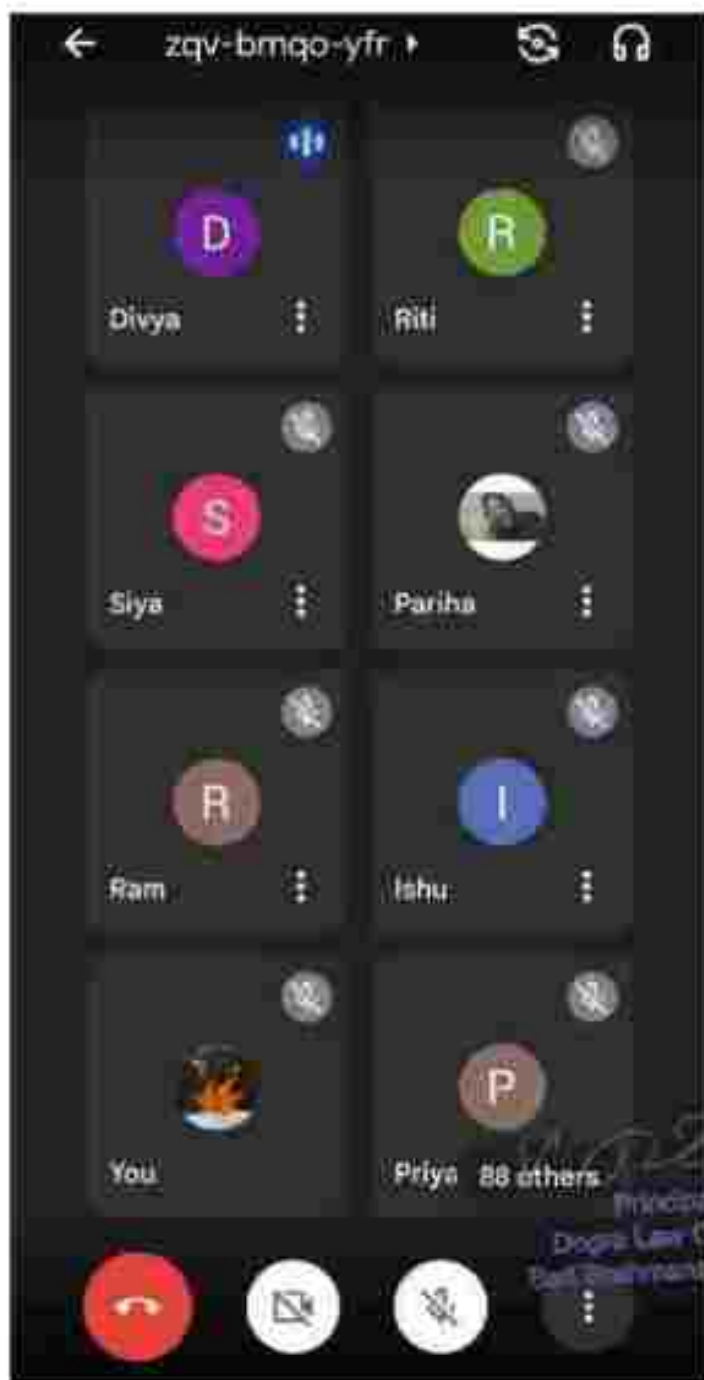 zqv-bmqo-yfr
D
R
Divya
Riti
S
Siya
Pariha
R
I
Ram
Ishu
P
You
Priya
88 others